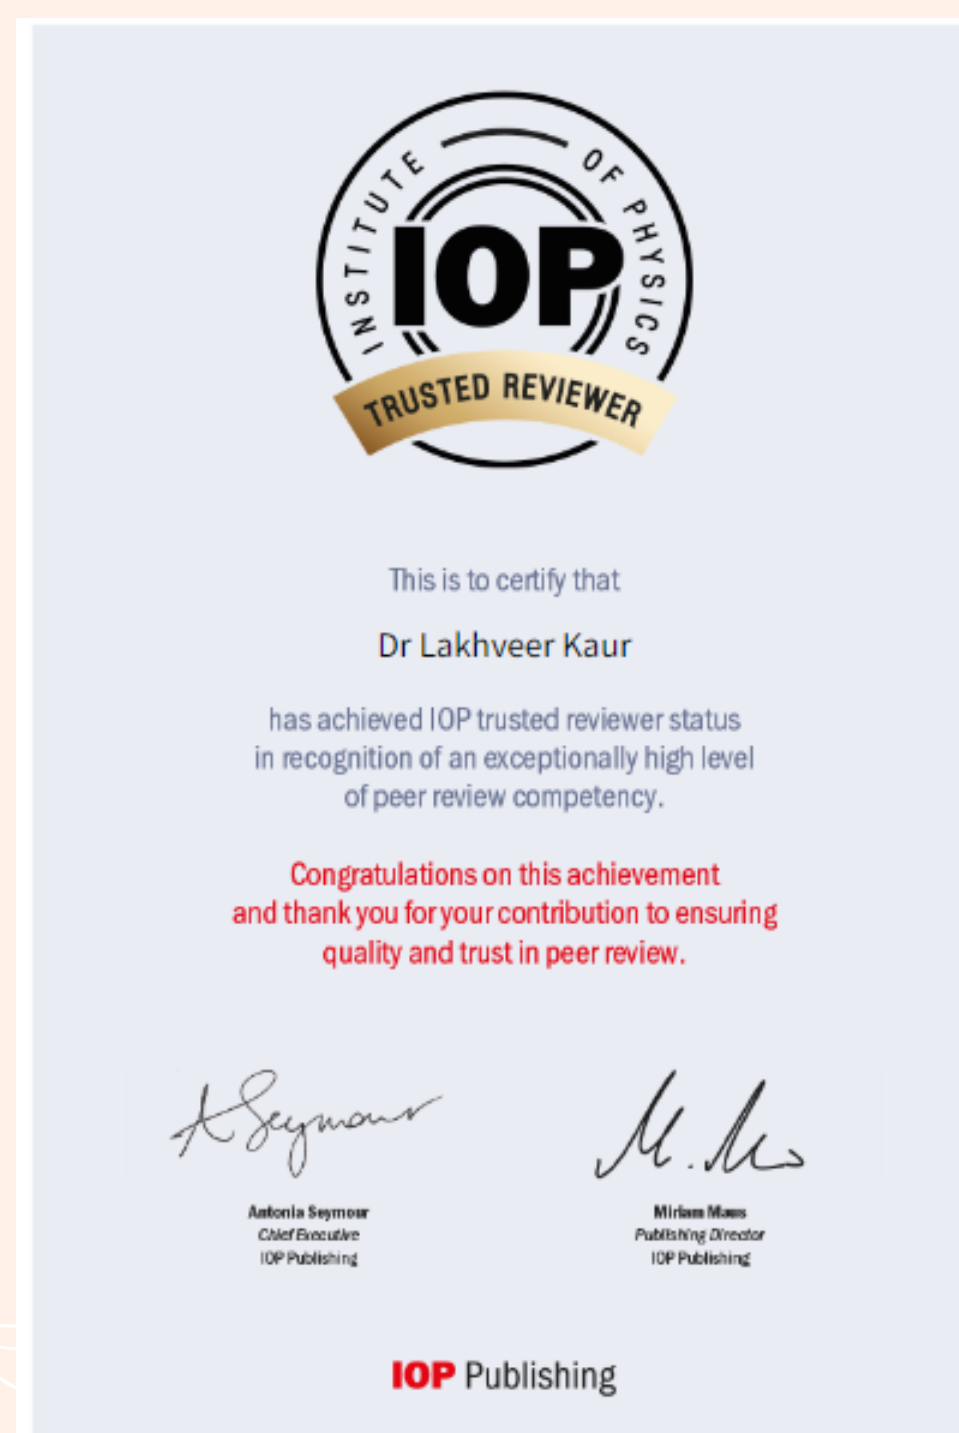 INSTITUTE OF PHYSICS
IOP
TRUSTED REVIEWER
This is to certify that
Dr Lakhveer Kaur
has achieved IOP trusted reviewer status
in recognition of an exceptionally high level
of peer review competency.
Congratulations on this achievement
and thank you for your contribution to ensuring
quality and trust in peer review.
A Seymour
M. Maus
Antonia Seymour
Miriam Maus
Chief Executive
Publishing Director
IOP Publishing
IOP Publishing
IOP Publishing